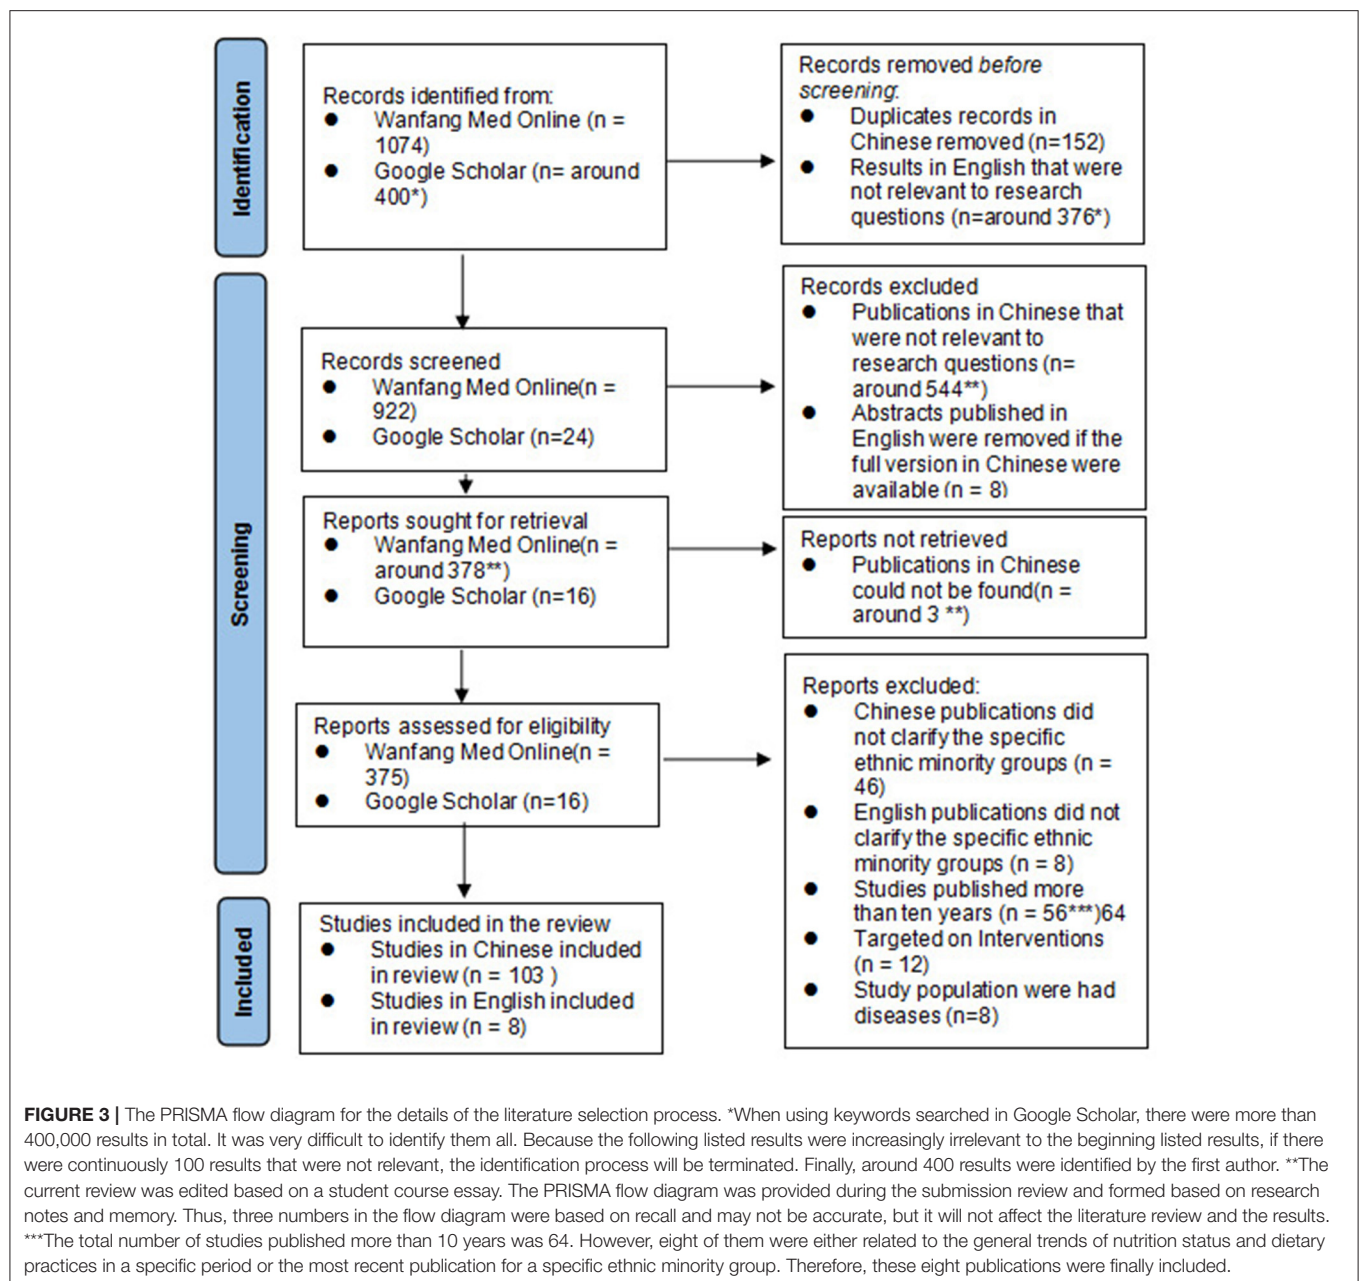 Identification
Records identified from:
● Wanfang Med Online (n =
1074)
● Google Scholar (n= around
400*)
Records removed before
screening:
● Duplicates records in
Chinese removed (n=152)
● Results in English that were
not relevant to research
questions (n=around 376*)
Screening
Records screened
● Wanfang Med Online(n =
922)
● Google Scholar (n=24)
Records excluded
● Publications in Chinese that
were not relevant to
research questions (n=
around 544**)
● Abstracts published in
English were removed if the
full version in Chinese were
available (n = 8)
Reports sought for retrieval
● Wanfang Med Online(n =
around 378**)
● Google Scholar (n=16)
Reports not retrieved
● Publications in Chinese
could not be found(n =
around 3 **)
Reports assessed for eligibility
● Wanfang Med Online(n =
375)
● Google Scholar (n=16)
Reports excluded:
● Chinese publications did
not clarify the specific
ethnic minority groups (n =
46)
● English publications did not
clarify the specific ethnic
minority groups (n = 8)
● Studies published more
than ten years (n = 56***)64
● Targeted on Interventions
(n = 12)
● Study population were had
diseases (n=8)
Included
Studies included in the review
● Studies in Chinese included
in review (n = 103 )
● Studies in English included
in review (n = 8)
FIGURE 3 | The PRISMA flow diagram for the details of the literature selection process. *When using keywords searched in Google Scholar, there were more than
400,000 results in total. It was very difficult to identify them all. Because the following listed results were increasingly irrelevant to the beginning listed results, if there
were continuously 100 results that were not relevant, the identification process will be terminated. Finally, around 400 results were identified by the first author. **The
current review was edited based on a student course essay. The PRISMA flow diagram was provided during the submission review and formed based on research
notes and memory. Thus, three numbers in the flow diagram were based on recall and may not be accurate, but it will not affect the literature review and the results.
***The total number of studies published more than 10 years was 64. However, eight of them were either related to the general trends of nutrition status and dietary
practices in a specific period or the most recent publication for a specific ethnic minority group. Therefore, these eight publications were finally included.